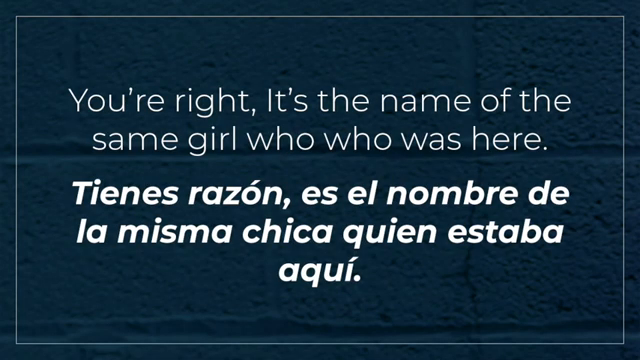 You're right, It's the name of the
same girl who who was here.
Tienes razón, es el nombre de
la misma chica quien estaba
aquí.